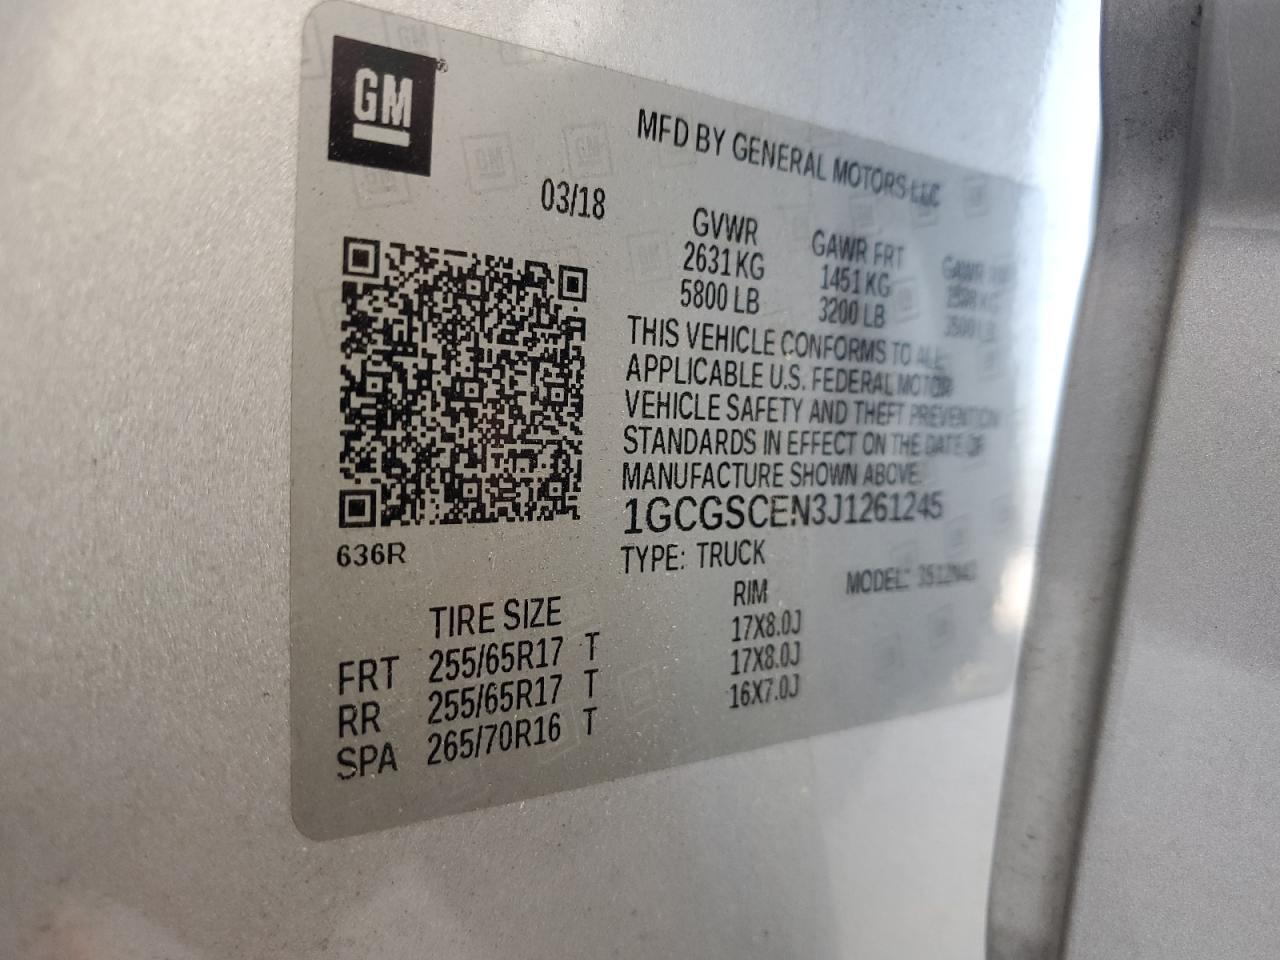 GM
MFD BY GENERAL MOTORS LLC
03/18
GVWR GAWR FRT
2631 KG 1451 KG
5800 LB 3200 LB
THIS VEHICLE CONFORMS TO ALL
APPLICABLE U.S. FEDERAL MOTOR
VEHICLE SAFETY AND THEFT PREVENTION
STANDARDS IN EFFECT ON THE DATE OF
MANUFACTURE SHOWN ABOVE.
1GCGSCEN3J1261245
636R
TYPE: TRUCK
MODEL:
TIRE SIZE RIM
FRT 255/65R17 T 17X8.0J
RR 255/65R17 T 17X8.0J
SPA 265/70R16 T 16X7.0J